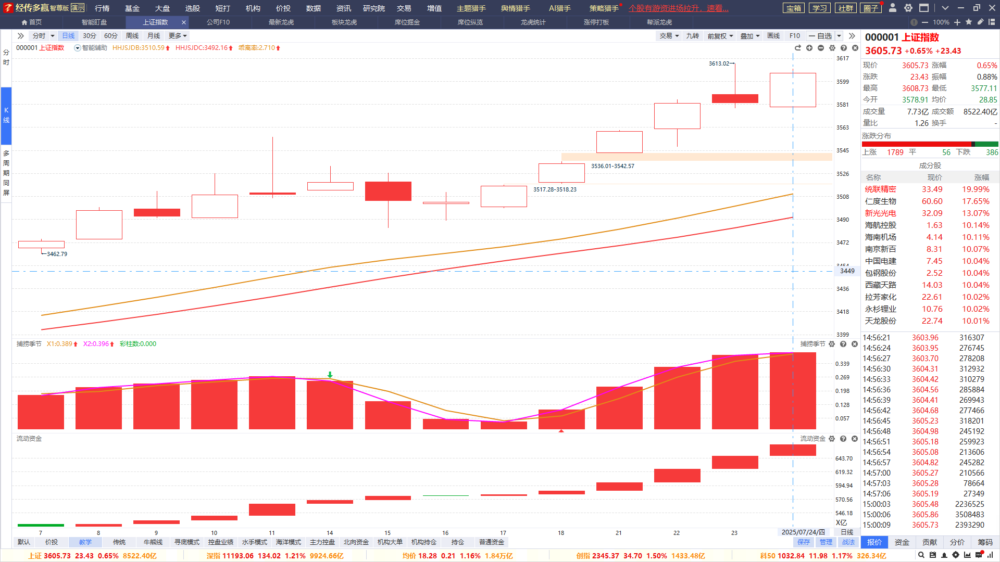 经传多赢 智尊版 演示 行情 基金 大盘 选股 短打 机构 价投 数据 资讯 研究院 交易 增值 主题猎手 舆情猎手 AI猎手 策略猎手 个股有游资进场拉升，速看... 宝箱 学习 社群 圈子
首页 智能盯盘 上证指数 公司F10 最新龙虎 板块龙虎 席位掘金 席位纵览 龙虎统计 涨停打板 帮派龙虎 100%
分时 日线 30分 60分 周线 月线 更多 交易 九转 前复权 叠加 画线 F10 自选
000001 上证指数 智能辅助 HHJSJDB:3510.59 HHJSJDC:3492.16 乖离率:2.710
分时
K线
多周期同屏
3617
3599
3581
3563
3545
3526
3508
3490
3472
3454
3449
3436
3418
3399
3613.02
3536.01-3542.57
3517.28-3518.23
3462.79
捕捞季节 X1:0.389 X2:0.396 彩柱数:0.000 捕捞季节
0.339
0.269
0.198
0.128
0.057
流动资金 流动资金
643.70
619.32
594.94
570.56
546.18
X亿
7 8 9 10 11 14 15 16 17 18 21 22 23 2025/07/24/四 日线
默认 价投 教学 传统 牛能线 寻底模式 控盘业绩 水手模式 海洋模式 主力控盘 北向资金 机构大单 机构持仓 持仓 普通资金 保存 管理 战法
000001 上证指数
3605.73 +0.65% +23.43
现价 3605.73 涨幅 0.65%
涨跌 23.43 振幅 0.88%
最高 3608.73 最低 3577.11
今开 3578.91 均价 28.85
成交量 7.73亿 成交额 8522.40亿
量比 1.26 换手 -
涨跌分布
上涨 1789 平 56 下跌 386
成分股
名称 现价 涨幅
统联精密 33.49 19.99%
仁度生物 60.60 17.65%
新光光电 32.09 13.07%
海航控股 1.63 10.14%
海南机场 4.14 10.11%
南京新百 8.31 10.07%
中国电建 7.45 10.04%
包钢股份 2.52 10.04%
西藏天路 14.03 10.04%
拉芳家化 22.61 10.02%
永杉锂业 10.76 10.02%
天龙股份 22.74 10.01%
14:56:21 3603.96 316307
14:56:24 3603.95 276745
14:56:27 3603.70 278208
14:56:30 3604.31 312932
14:56:33 3604.42 310279
14:56:36 3604.56 285884
14:56:39 3604.41 269943
14:56:42 3604.68 277466
14:56:45 3605.23 318201
14:56:48 3604.98 245192
14:56:51 3605.18 259923
14:56:54 3605.08 213606
14:56:57 3604.82 245282
14:57:00 3605.27 210566
14:57:03 3605.28 78664
14:57:06 3605.19 27349
15:00:03 3605.48 2236525
15:00:06 3605.86 3508483
15:00:09 3605.73 2393290
报价 资金 贡献 分价 筹码
上证 3605.73 23.43 0.65% 8522.40亿 深指 11193.06 134.02 1.21% 9924.66亿 均价 18.28 0.21 1.16% 1.84万亿 创指 2345.37 34.70 1.50% 1433.48亿 科50 1032.84 11.98 1.17% 326.34亿